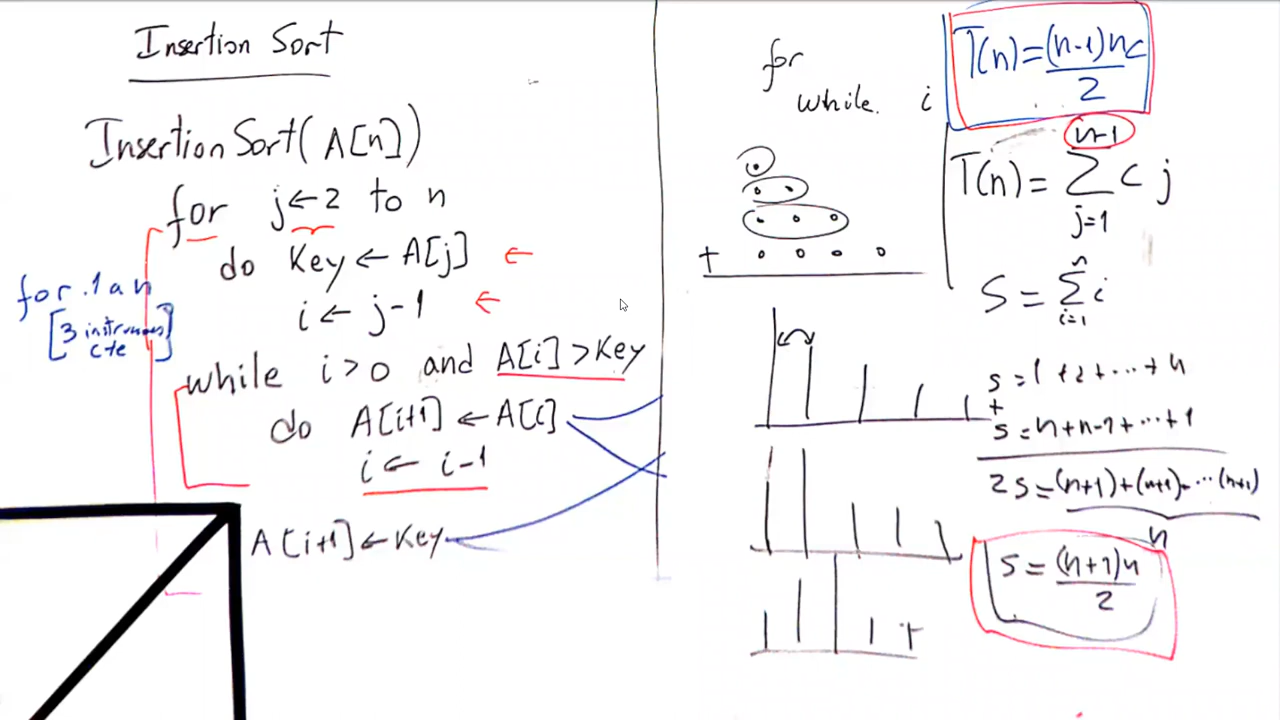 Insertion Sort
InsertionSort(A[n])
for j←2 to n
do Key ← A[j] ←
i ← j-1 ←
for 1 a n
[3 instrucciones
cte]
while i>0 and A[i]>Key
do A[i+1] ← A[i]
i ← i-1
A[i+1] ← Key
for
while i
+
T(n)=(n-1)nc
2
n-1
T(n)= Σ c j
j=1
n
S = Σ i
i=1
S=1+2+...+n
+
S=n+n-1+...+1
2S=(n+1)+(n+1)+...(n+1)
n
S=(n+1)n
2